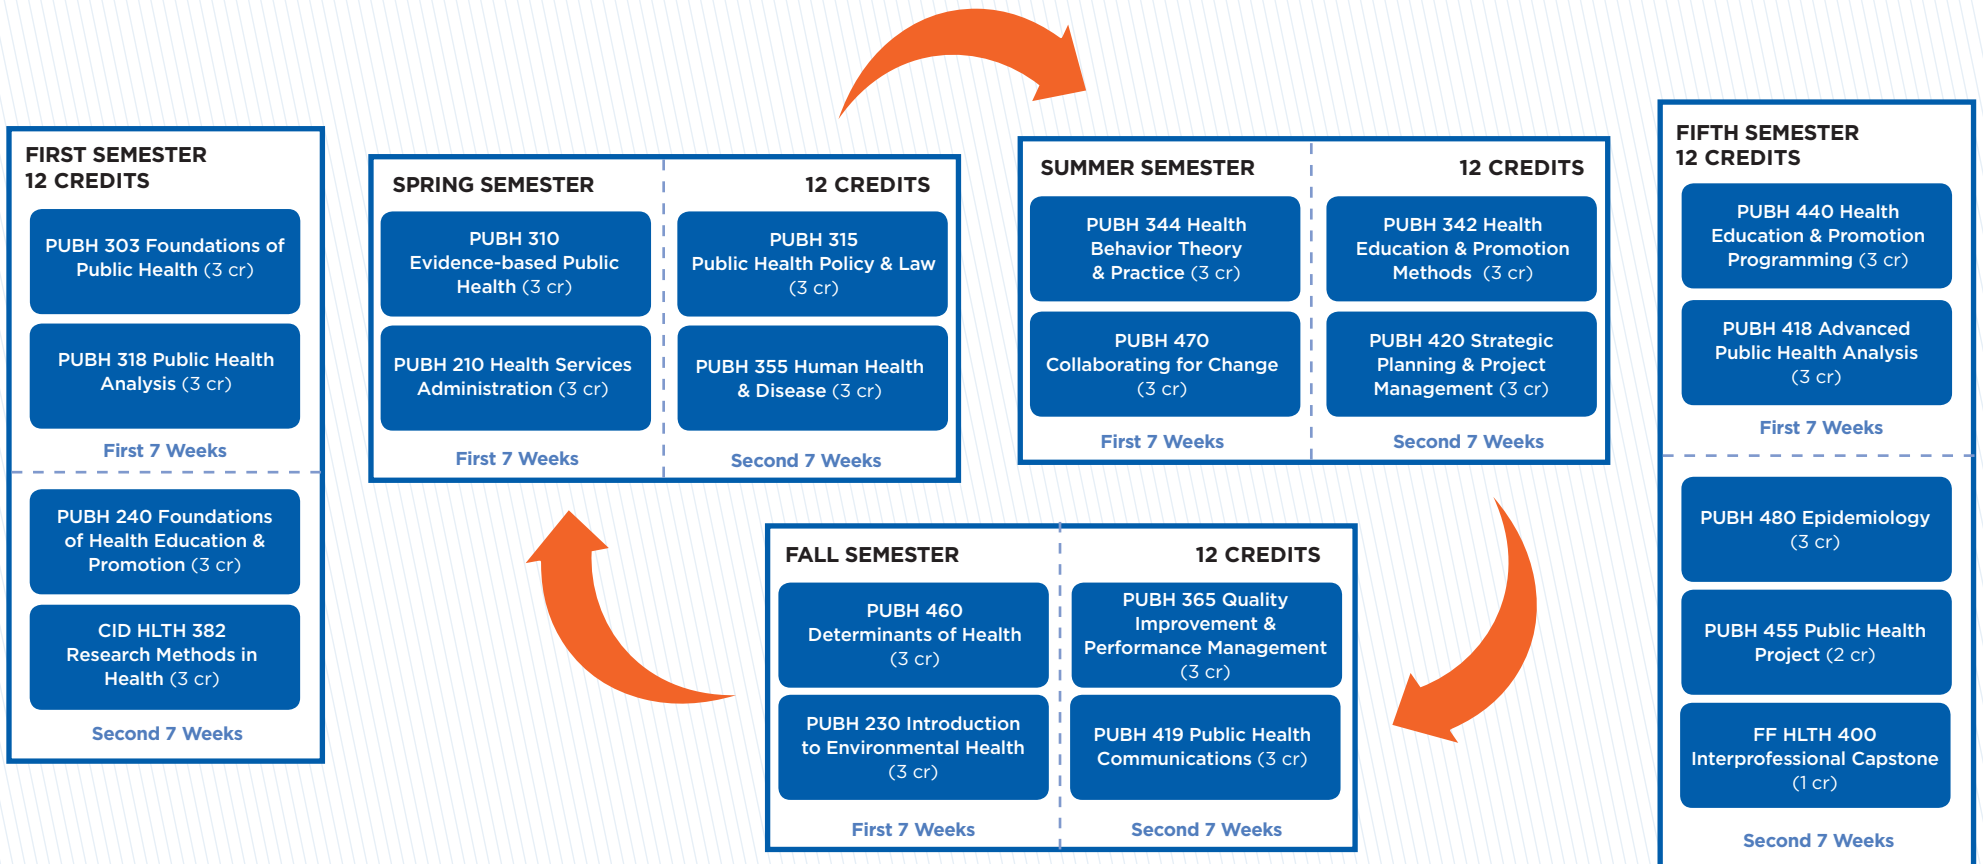 FIRST SEMESTER
12 CREDITS
PUBH 303 Foundations of
Public Health (3 cr)
PUBH 318 Public Health
Analysis (3 cr)
First 7 Weeks
PUBH 240 Foundations
of Health Education &
Promotion (3 cr)
CID HLTH 382
Research Methods in
Health (3 cr)
Second 7 Weeks
SPRING SEMESTER
12 CREDITS
PUBH 310
Evidence-based Public
Health (3 cr)
PUBH 210 Health Services
Administration (3 cr)
First 7 Weeks
PUBH 315
Public Health Policy & Law
(3 cr)
PUBH 355 Human Health
& Disease (3 cr)
Second 7 Weeks
SUMMER SEMESTER
12 CREDITS
PUBH 344 Health
Behavior Theory
& Practice (3 cr)
PUBH 470
Collaborating for Change
(3 cr)
First 7 Weeks
PUBH 342 Health
Education & Promotion
Methods (3 cr)
PUBH 420 Strategic
Planning & Project
Management (3 cr)
Second 7 Weeks
FALL SEMESTER
12 CREDITS
PUBH 460
Determinants of Health
(3 cr)
PUBH 230 Introduction
to Environmental Health
(3 cr)
First 7 Weeks
PUBH 365 Quality
Improvement &
Performance Management
(3 cr)
PUBH 419 Public Health
Communications (3 cr)
Second 7 Weeks
FIFTH SEMESTER
12 CREDITS
PUBH 440 Health
Education & Promotion
Programming (3 cr)
PUBH 418 Advanced
Public Health Analysis
(3 cr)
First 7 Weeks
PUBH 480 Epidemiology
(3 cr)
PUBH 455 Public Health
Project (2 cr)
FF HLTH 400
Interprofessional Capstone
(1 cr)
Second 7 Weeks